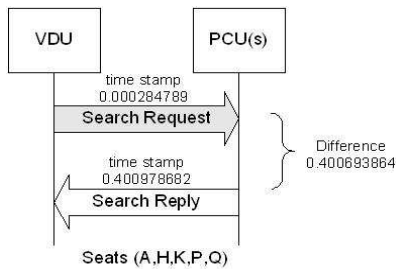 VDU
PCU(s)
time stamp
0.000284789
Search Request
Difference
0.400693864
time stamp
0.400978682
Search Reply
Seats (A,H,K,P,Q)